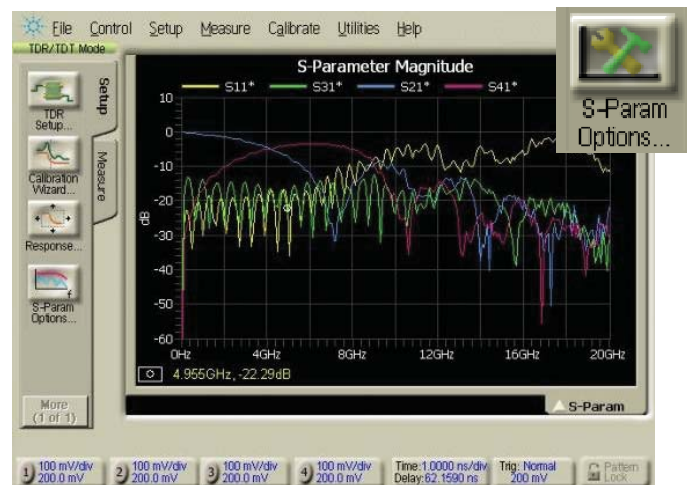 File Control Setup Measure Calibrate Utilities Help
TDR/TDT Mode
S-Param
Options...
TDR
Setup...
Calibration
Wizard...
Response...
S-Param
Options...
More
(1 of 1)
Setup
Measure
S-Parameter Magnitude
S11* S31* S21* S41*
10
0
-10
-20
-30
-40
-50
-60
dB
0Hz 4GHz 8GHz 12GHz 16GHz 20GHz
4.955GHz, -22.29dB
S-Param
1 100 mV/div
200.0 mV
2 100 mV/div
200.0 mV
3 100 mV/div
200.0 mV
4 100 mV/div
200.0 mV
Time:1.0000 ns/div
Delay:62.1590 ns
Trig: Normal
200 mV
Pattern
Lock